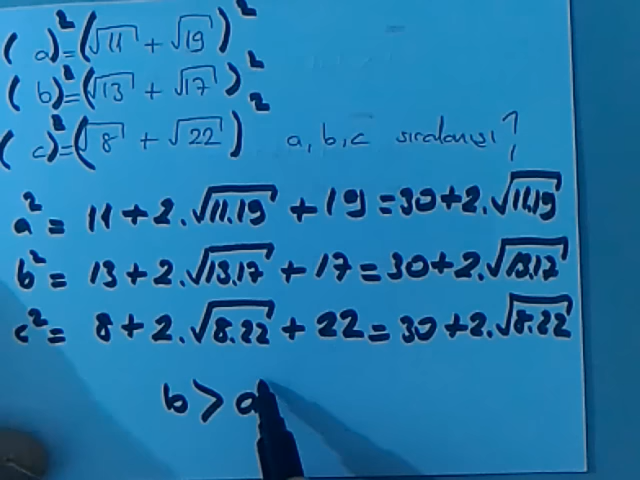 (a)²=(√11 + √19)²
(b)²=(√13 + √17)²
(c)²=(√8 + √22)² a, b, c sıralanışı?
a² = 11 + 2.√11.19 + 19 = 30 + 2.√11.19
b² = 13 + 2.√13.17 + 17 = 30 + 2.√13.17
c² = 8 + 2.√8.22 + 22 = 30 + 2.√8.22
b > a